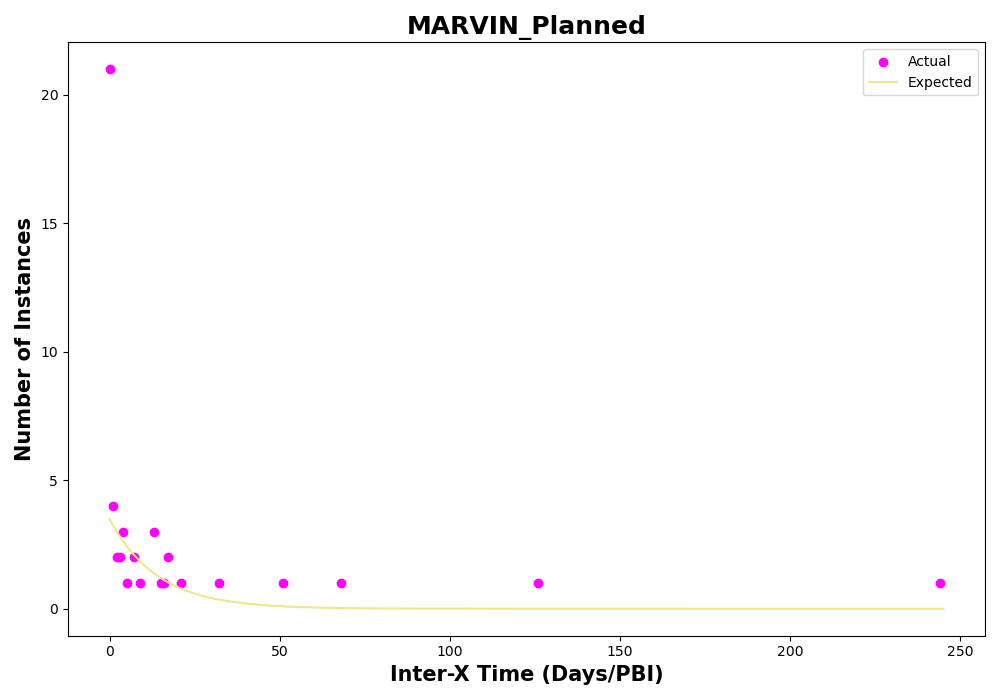 MARVIN_Planned
Actual
Expected
Number of Instances
20
15
10
5
0
0
50
100
150
200
250
Inter-X Time (Days/PBI)